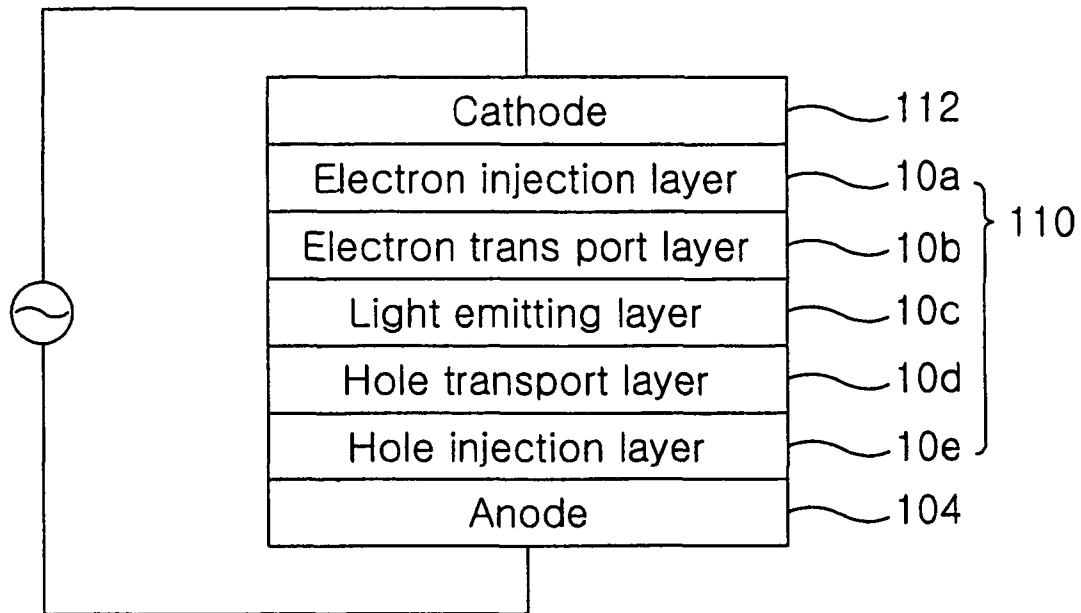 Cathode 112
Electron injection layer 10a
110
Electron trans port layer 10b
Light emitting layer 10c
Hole transport layer 10d
Hole injection layer 10e
Anode 104